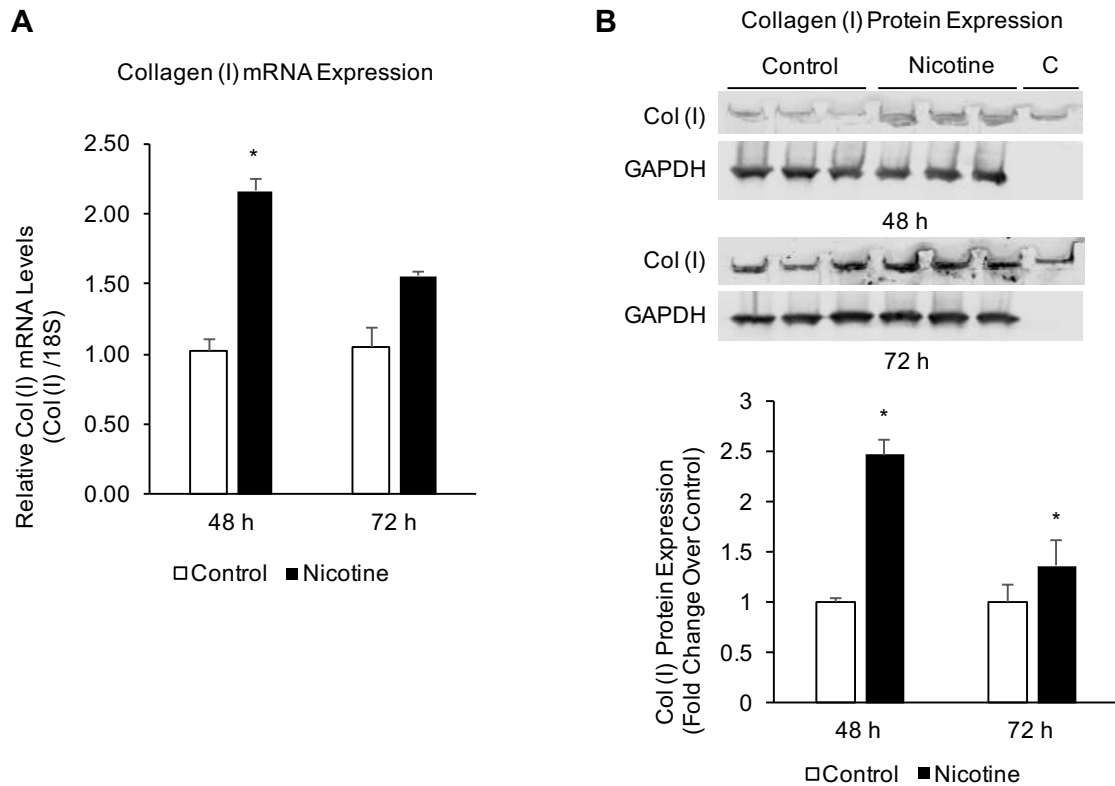 A
Collagen (I) mRNA Expression
Relative Col (I) mRNA Levels
(Col (I) /18S)
2.50
2.00
1.50
1.00
0.50
0.00
*
48 h
72 h
Control
Nicotine
B
Collagen (I) Protein Expression
Control
Nicotine
C
Col (I)
GAPDH
48 h
Col (I)
GAPDH
72 h
Col (I) Protein Expression
(Fold Change Over Control)
3
2.5
2
1.5
1
0.5
0
*
*
48 h
72 h
Control
Nicotine